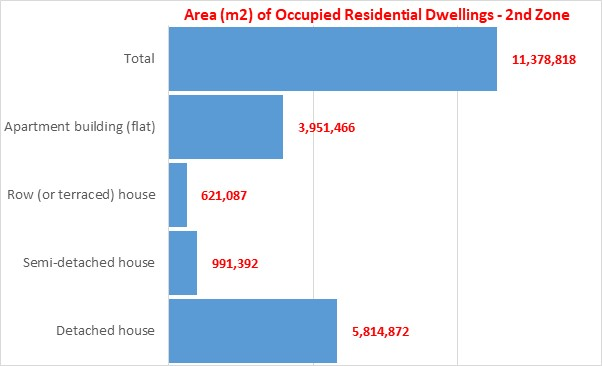 Area (m2) of Occupied Residential Dwellings - 2nd Zone
Total 11,378,818
Apartment building (flat) 3,951,466
Row (or terraced) house 621,087
Semi-detached house 991,392
Detached house 5,814,872